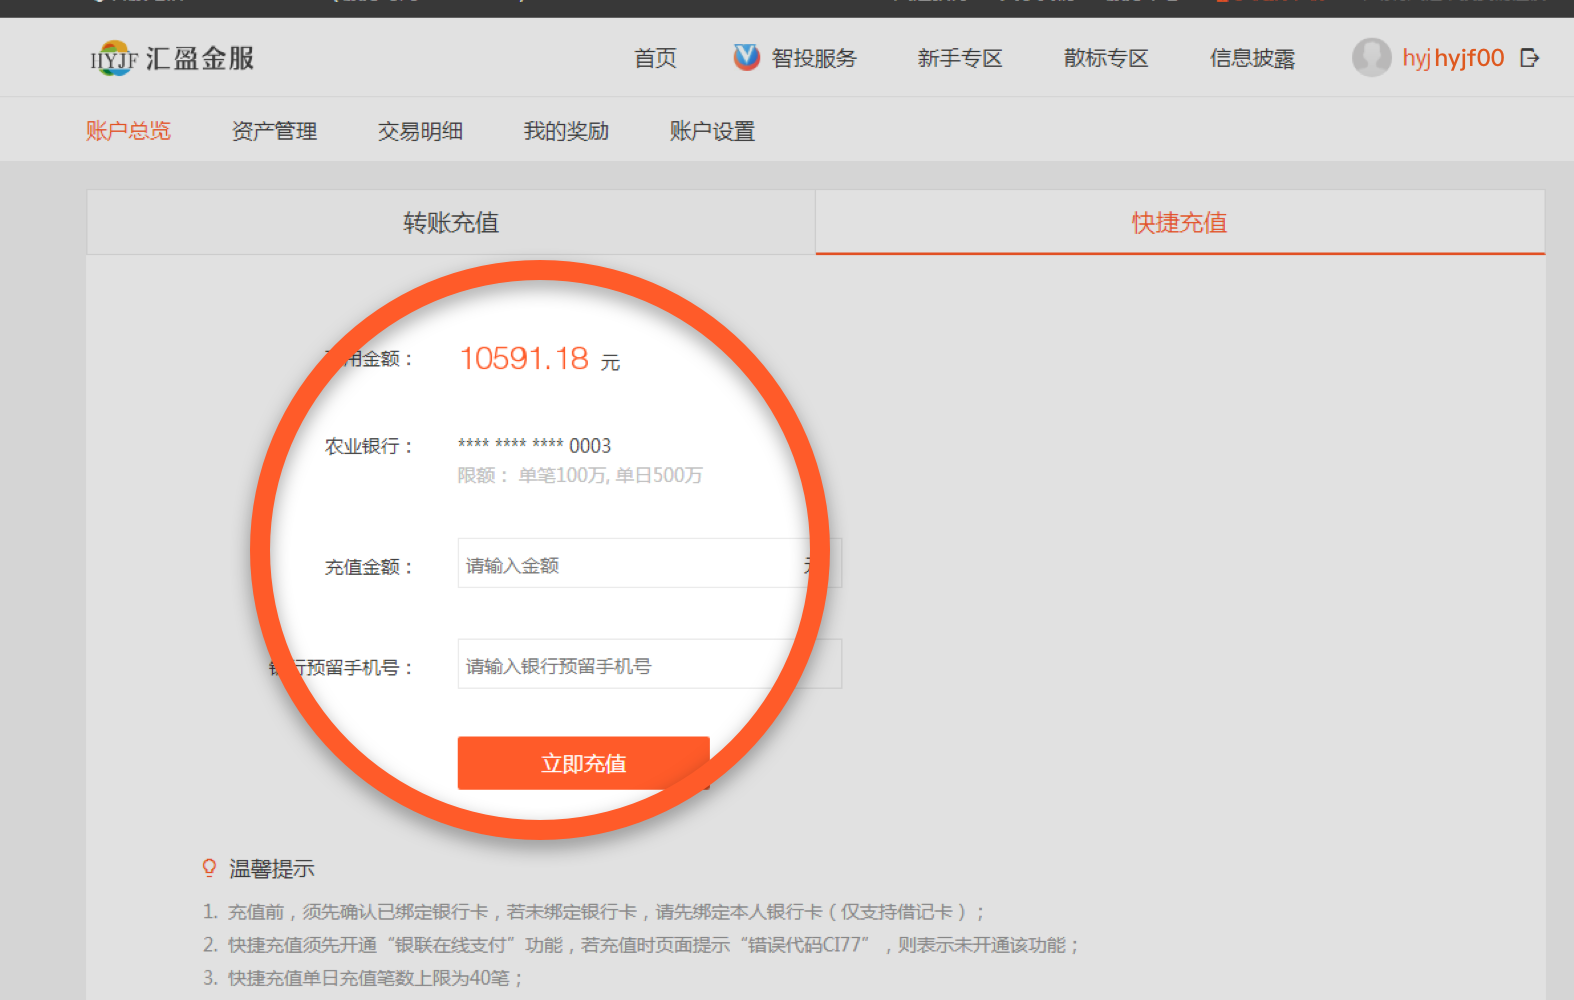 HYJF 汇盈金服
首页 智投服务 新手专区 散标专区 信息披露 hyjhyjf00
账户总览 资产管理 交易明细 我的奖励 账户设置
转账充值 快捷充值
用金额： 10591.18 元
农业银行： **** **** **** 0003
限额： 单笔100万, 单日500万
充值金额： 请输入金额
行预留手机号： 请输入银行预留手机号
立即充值
温馨提示
1. 充值前，须先确认已绑定银行卡，若未绑定银行卡，请先绑定本人银行卡（仅支持借记卡）；
2. 快捷充值须先开通“银联在线支付”功能，若充值时页面提示“错误代码CI77”，则表示未开通该功能；
3. 快捷充值单日充值笔数上限为40笔；